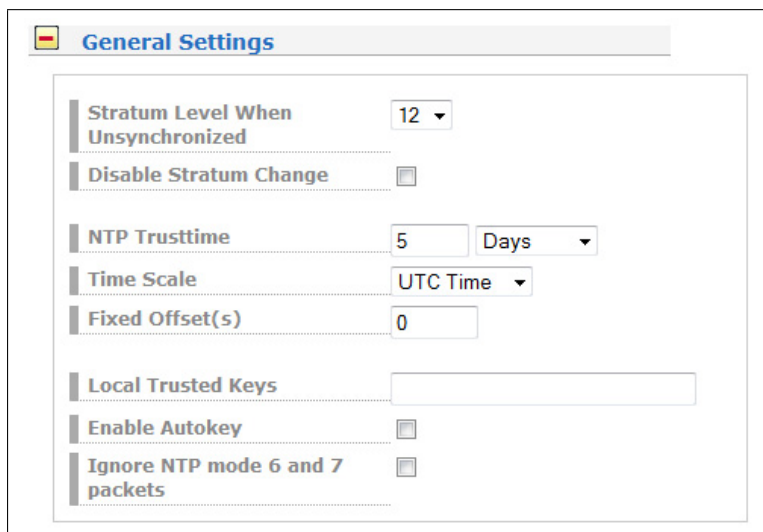 General Settings
Stratum Level When
Unsynchronized
12
Disable Stratum Change
NTP Trusttime
5
Days
Time Scale
UTC Time
Fixed Offset(s)
0
Local Trusted Keys
Enable Autokey
Ignore NTP mode 6 and 7
packets